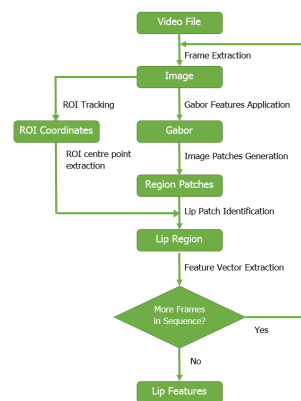 Video File
Frame Extraction
Image
ROI Tracking
Gabor Features Application
ROI Coordinates
Gabor
ROI centre point
extraction
Image Patches Generation
Region Patches
Lip Patch Identification
Lip Region
Feature Vector Extraction
More Frames
in Sequence?
Yes
No
Lip Features